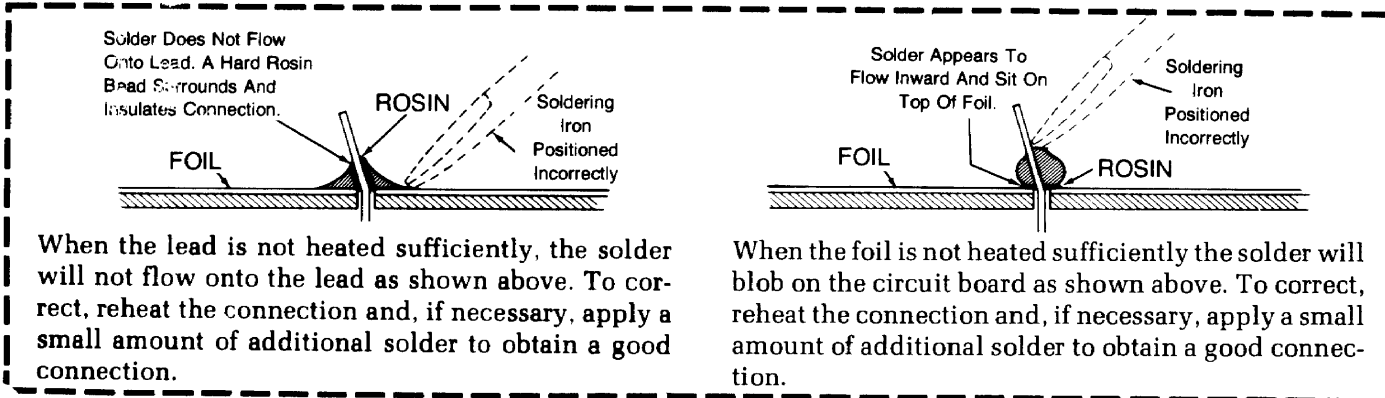 Solder Does Not Flow
Onto Lead. A Hard Rosin
Bead Surrounds And
Insulates Connection.
ROSIN
Soldering
Iron
Positioned
Incorrectly
FOIL
When the lead is not heated sufficiently, the solder
will not flow onto the lead as shown above. To cor-
rect, reheat the connection and, if necessary, apply a
small amount of additional solder to obtain a good
connection.
Solder Appears To
Flow Inward And Sit On
Top Of Foil.
Soldering
Iron
Positioned
Incorrectly
FOIL
ROSIN
When the foil is not heated sufficiently the solder will
blob on the circuit board as shown above. To correct,
reheat the connection and, if necessary, apply a small
amount of additional solder to obtain a good connec-
tion.